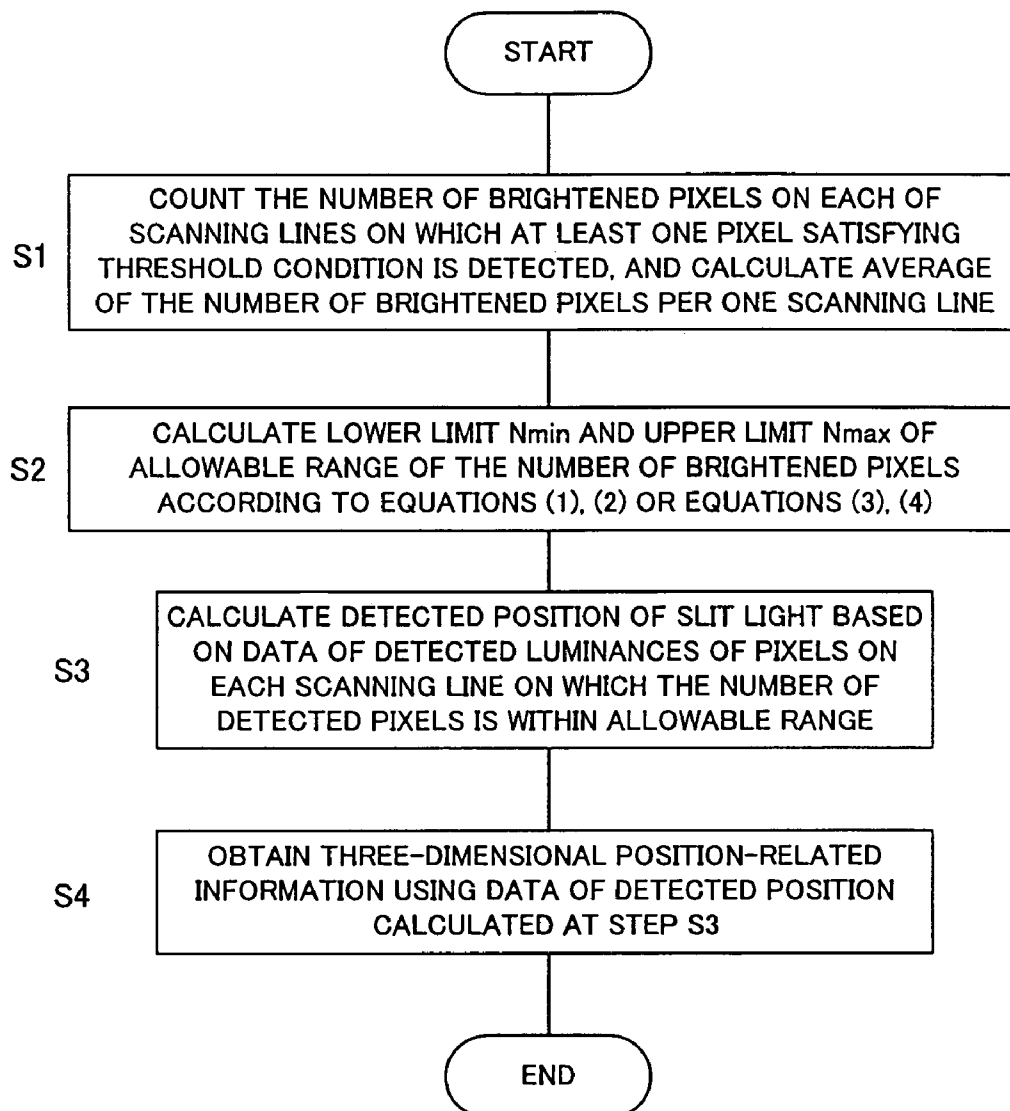 START
S1
COUNT THE NUMBER OF BRIGHTENED PIXELS ON EACH OF
SCANNING LINES ON WHICH AT LEAST ONE PIXEL SATISFYING
THRESHOLD CONDITION IS DETECTED, AND CALCULATE AVERAGE
OF THE NUMBER OF BRIGHTENED PIXELS PER ONE SCANNING LINE
S2
CALCULATE LOWER LIMIT Nmin AND UPPER LIMIT Nmax OF
ALLOWABLE RANGE OF THE NUMBER OF BRIGHTENED PIXELS
ACCORDING TO EQUATIONS (1), (2) OR EQUATIONS (3), (4)
S3
CALCULATE DETECTED POSITION OF SLIT LIGHT BASED
ON DATA OF DETECTED LUMINANCES OF PIXELS ON
EACH SCANNING LINE ON WHICH THE NUMBER OF
DETECTED PIXELS IS WITHIN ALLOWABLE RANGE
S4
OBTAIN THREE-DIMENSIONAL POSITION-RELATED
INFORMATION USING DATA OF DETECTED POSITION
CALCULATED AT STEP S3
END